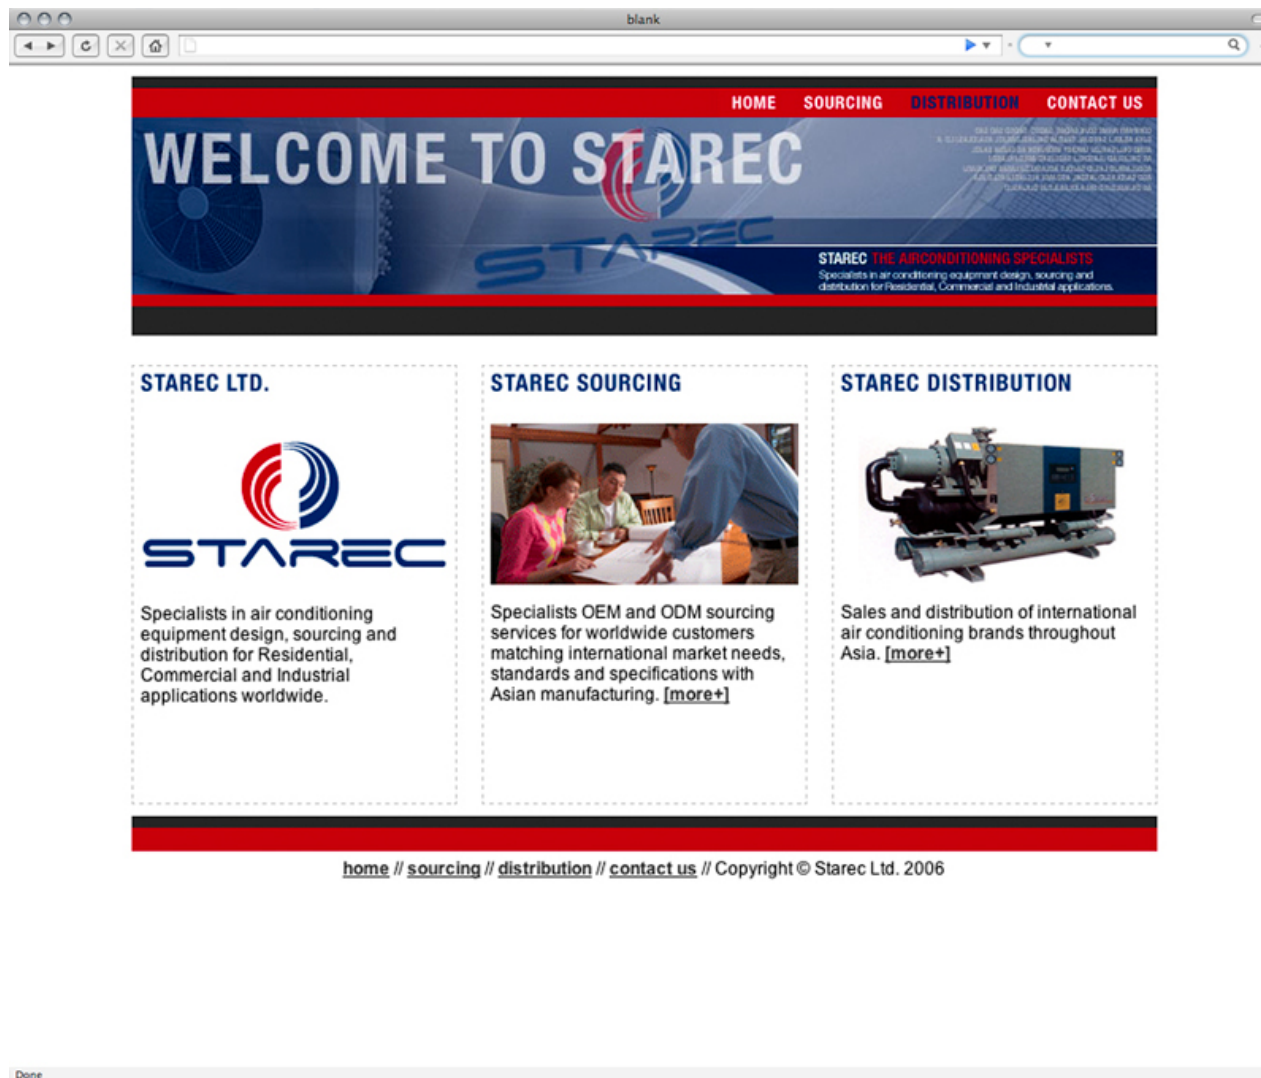 blank
HOME SOURCING DISTRIBUTION CONTACT US
WELCOME TO STAREC
STAREC
STAREC THE AIRCONDITIONING SPECIALISTS
Specialists in air conditioning equipment design, sourcing and
distribution for Residential, Commercial and Industrial applications.
STAREC LTD.
STAREC
Specialists in air conditioning
equipment design, sourcing and
distribution for Residential,
Commercial and Industrial
applications worldwide.
STAREC SOURCING
Specialists OEM and ODM sourcing
services for worldwide customers
matching international market needs,
standards and specifications with
Asian manufacturing. [more+]
STAREC DISTRIBUTION
Sales and distribution of international
air conditioning brands throughout
Asia. [more+]
home // sourcing // distribution // contact us // Copyright © Starec Ltd. 2006
Done